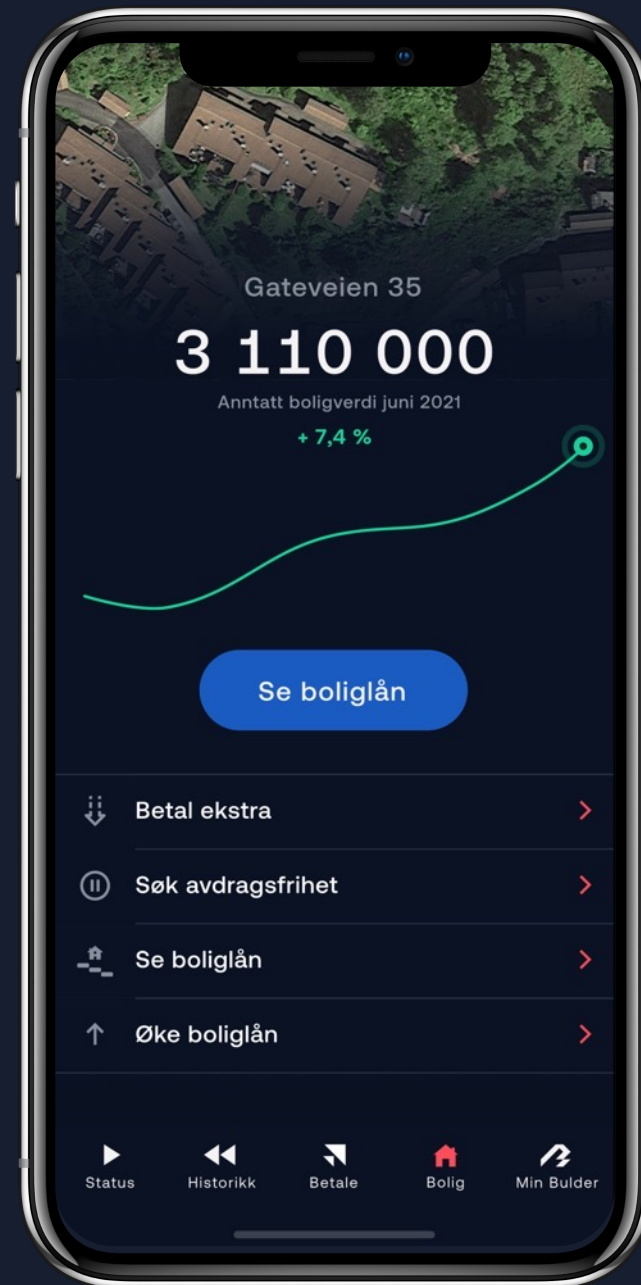 Gateveien 35
3 110 000
Anntatt boligverdi juni 2021
+ 7,4 %
Se boliglån
Betal ekstra
Søk avdragsfrihet
Se boliglån
Øke boliglån
Status Historikk Betale Bolig Min Bulder